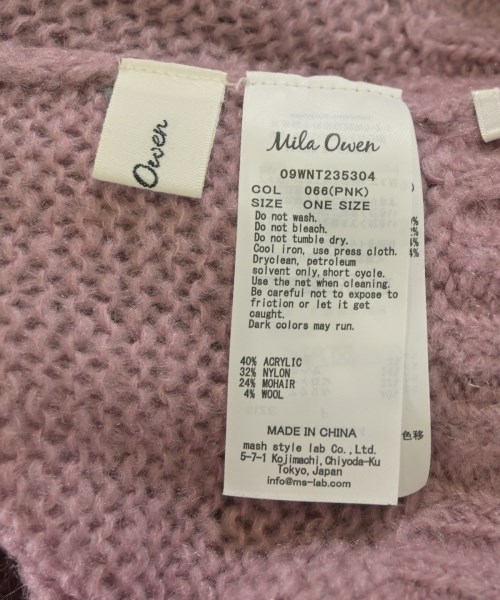 Owen
Mila Owen
09WNT235304
COL 066(PNK)
SIZE ONE SIZE
Do not wash.
Do not bleach.
Do not tumble dry.
Cool iron, use press cloth.
Dryclean, petroleum
solvent only, short cycle.
Use the net when cleaning.
Be careful not to expose to
friction or let it get
caught.
Dark colors may run.
40% ACRYLIC
32% NYLON
24% MOHAIR
4% WOOL
MADE IN CHINA
mash style lab Co., Ltd.
5-7-1 Kojimachi, Chiyoda-Ku
Tokyo, Japan
info@ms-lab.com
色移